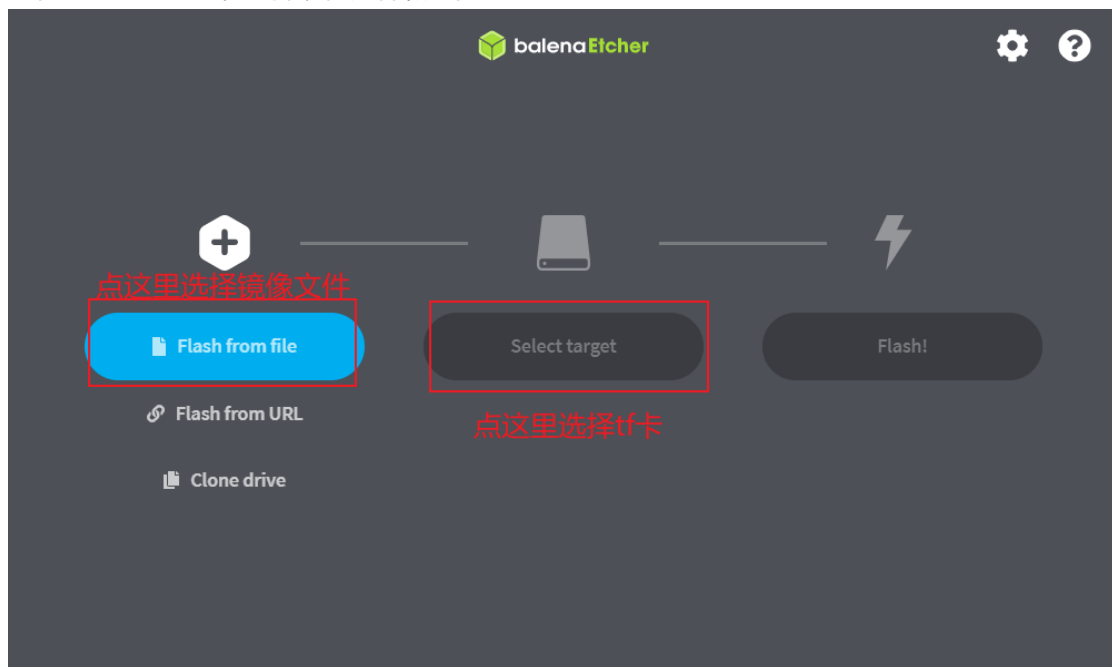 balenaEtcher
点这里选择镜像文件
Flash from file
Select target
Flash!
Flash from URL
点这里选择tf卡
Clone drive